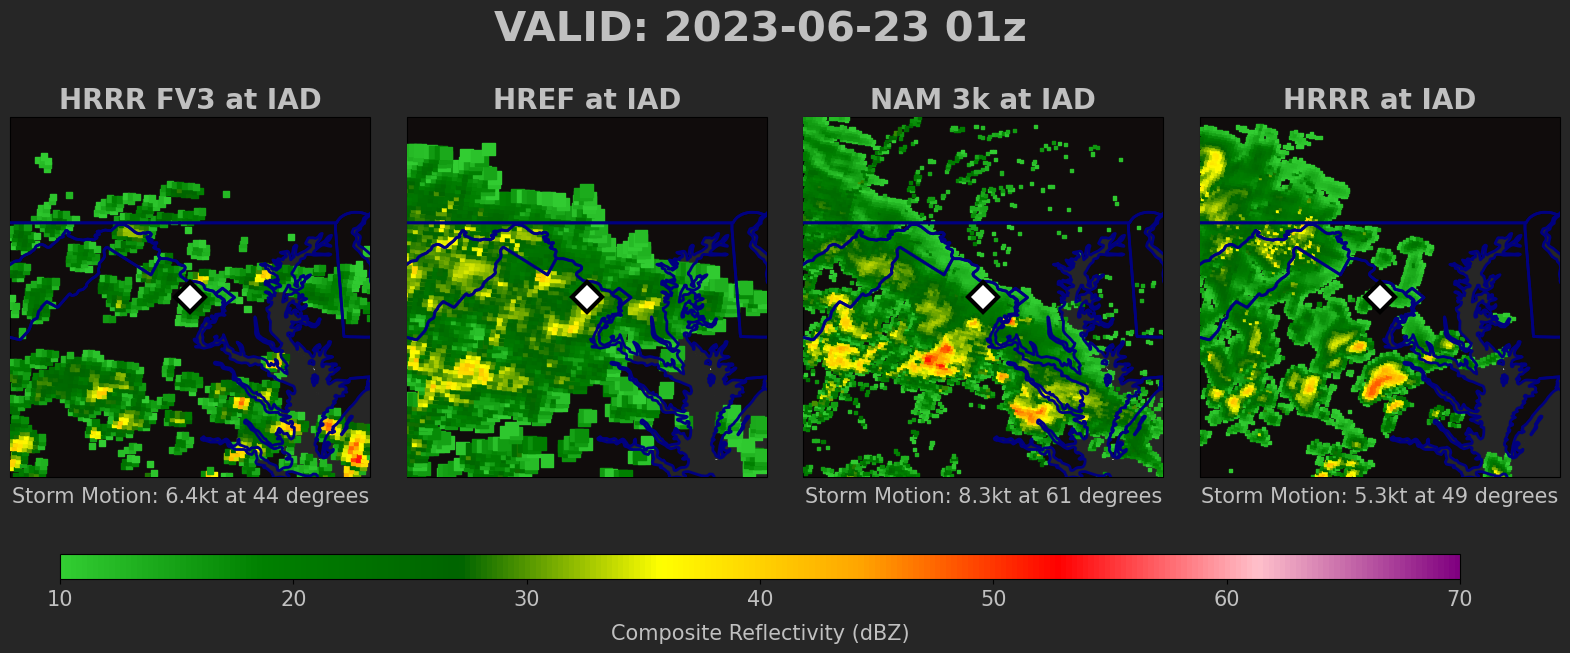 VALID: 2023-06-23 01z
HRRR FV3 at IAD
HREF at IAD
NAM 3k at IAD
HRRR at IAD
Storm Motion: 6.4kt at 44 degrees
Storm Motion: 8.3kt at 61 degrees
Storm Motion: 5.3kt at 49 degrees
10 20 30 40 50 60 70
Composite Reflectivity (dBZ)